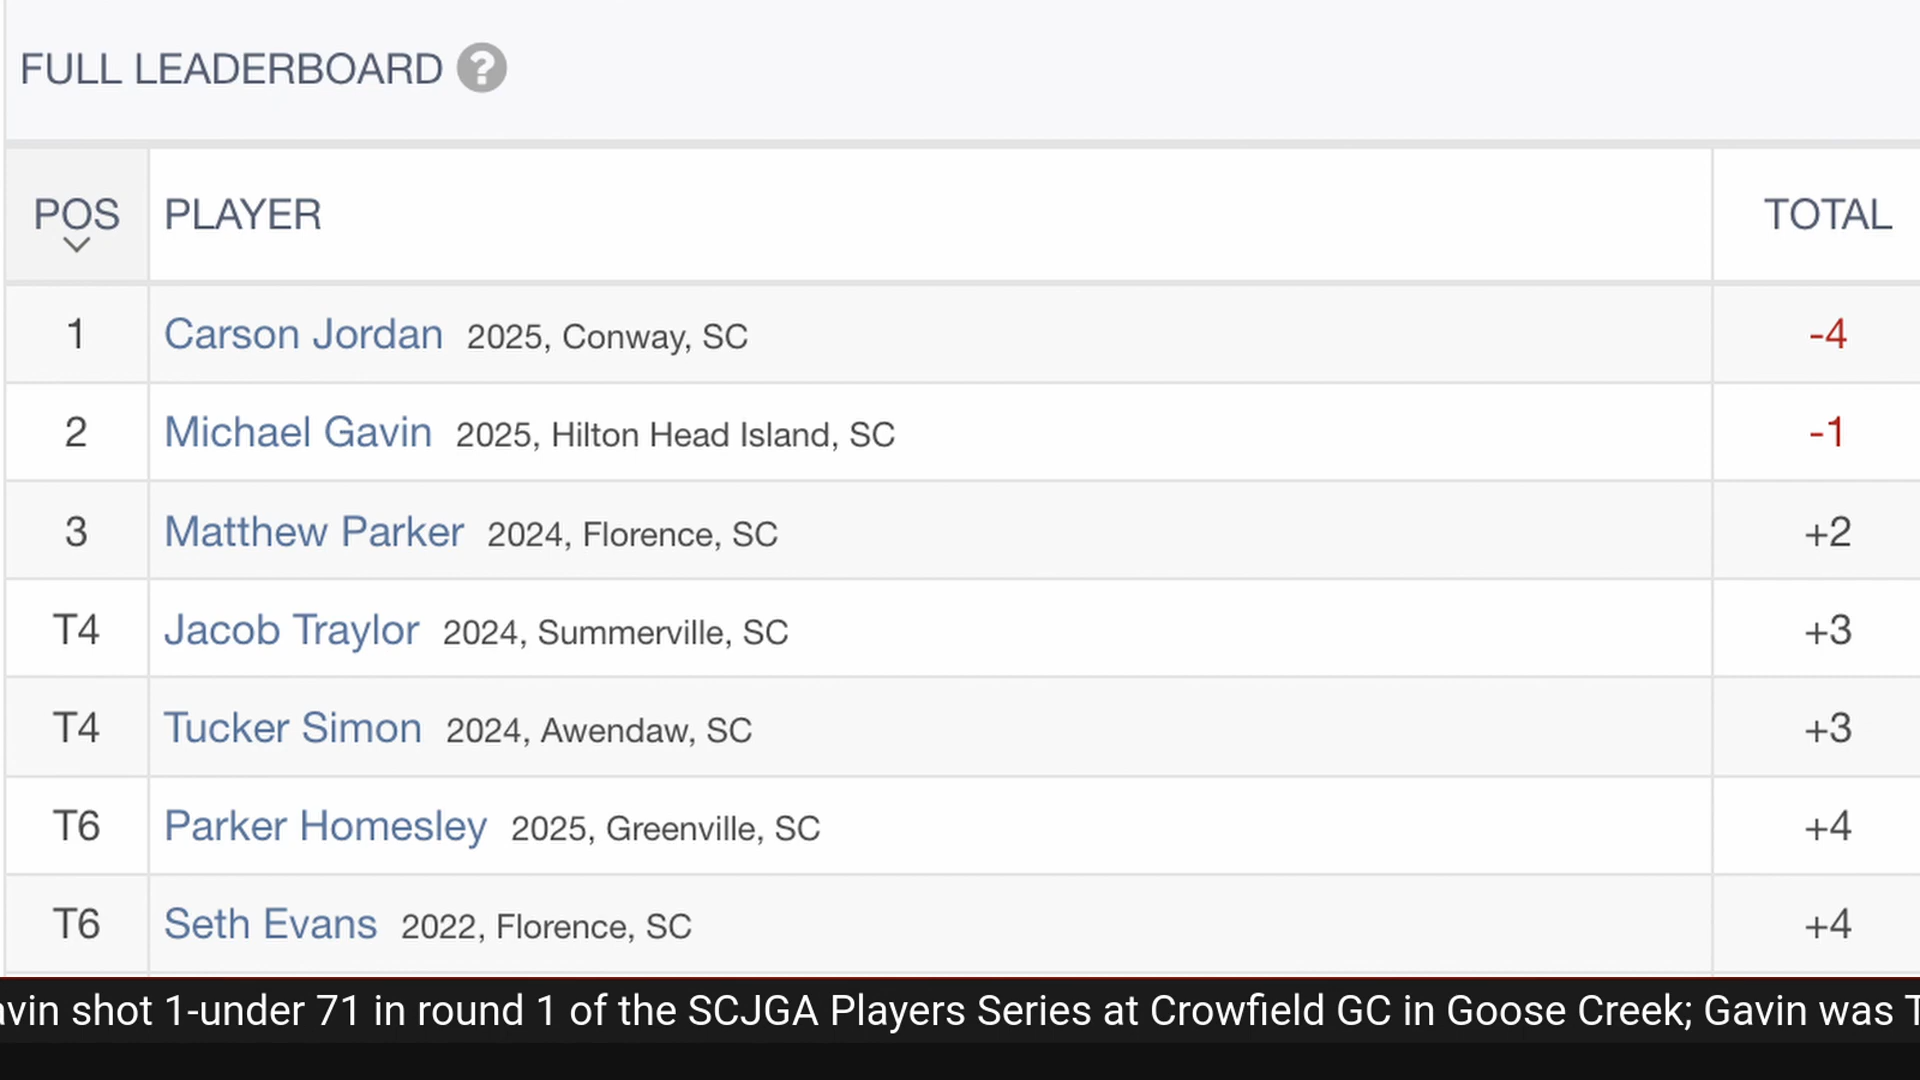 FULL LEADERBOARD ?
POS PLAYER TOTAL
1 Carson Jordan 2025, Conway, SC -4
2 Michael Gavin 2025, Hilton Head Island, SC -1
3 Matthew Parker 2024, Florence, SC +2
T4 Jacob Traylor 2024, Summerville, SC +3
T4 Tucker Simon 2024, Awendaw, SC +3
T6 Parker Homesley 2025, Greenville, SC +4
T6 Seth Evans 2022, Florence, SC +4
avin shot 1-under 71 in round 1 of the SCJGA Players Series at Crowfield GC in Goose Creek; Gavin was T